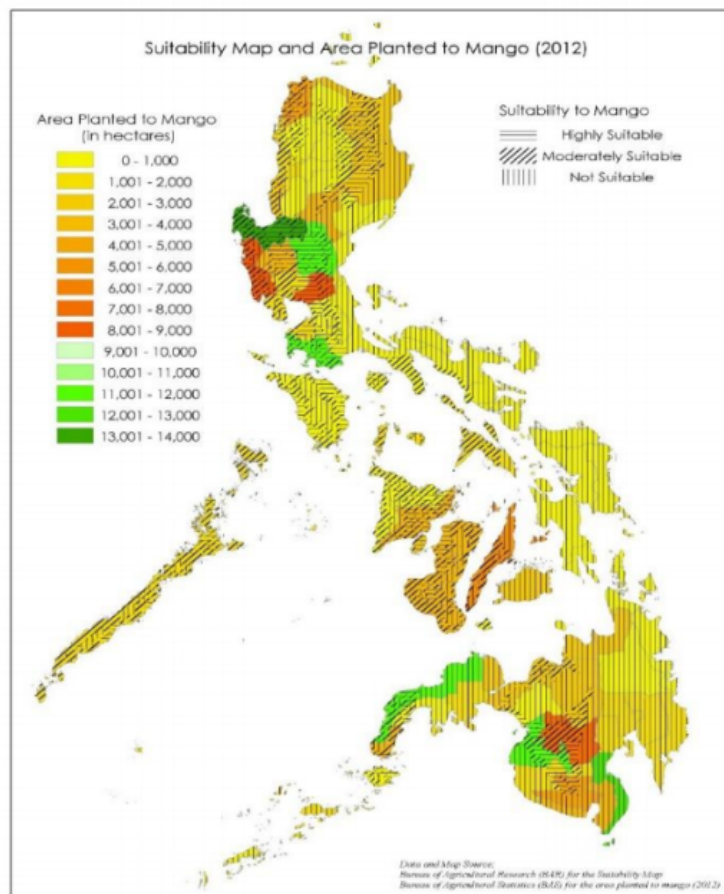 Suitability Map and Area Planted to Mango (2012)
Area Planted to Mango
(in hectares)
0 - 1,000
1,001 - 2,000
2,001 - 3,000
3,001 - 4,000
4,001 - 5,000
5,001 - 6,000
6,001 - 7,000
7,001 - 8,000
8,001 - 9,000
9,001 - 10,000
10,001 - 11,000
11,001 - 12,000
12,001 - 13,000
13,001 - 14,000
Suitability to Mango
Highly Suitable
Moderately Suitable
Not Suitable
Data and Map Source:
Bureau of Agricultural Research (BAR) for the Suitability Map
Bureau of Agricultural Statistics (BAS) for the area planted to mango (2012)